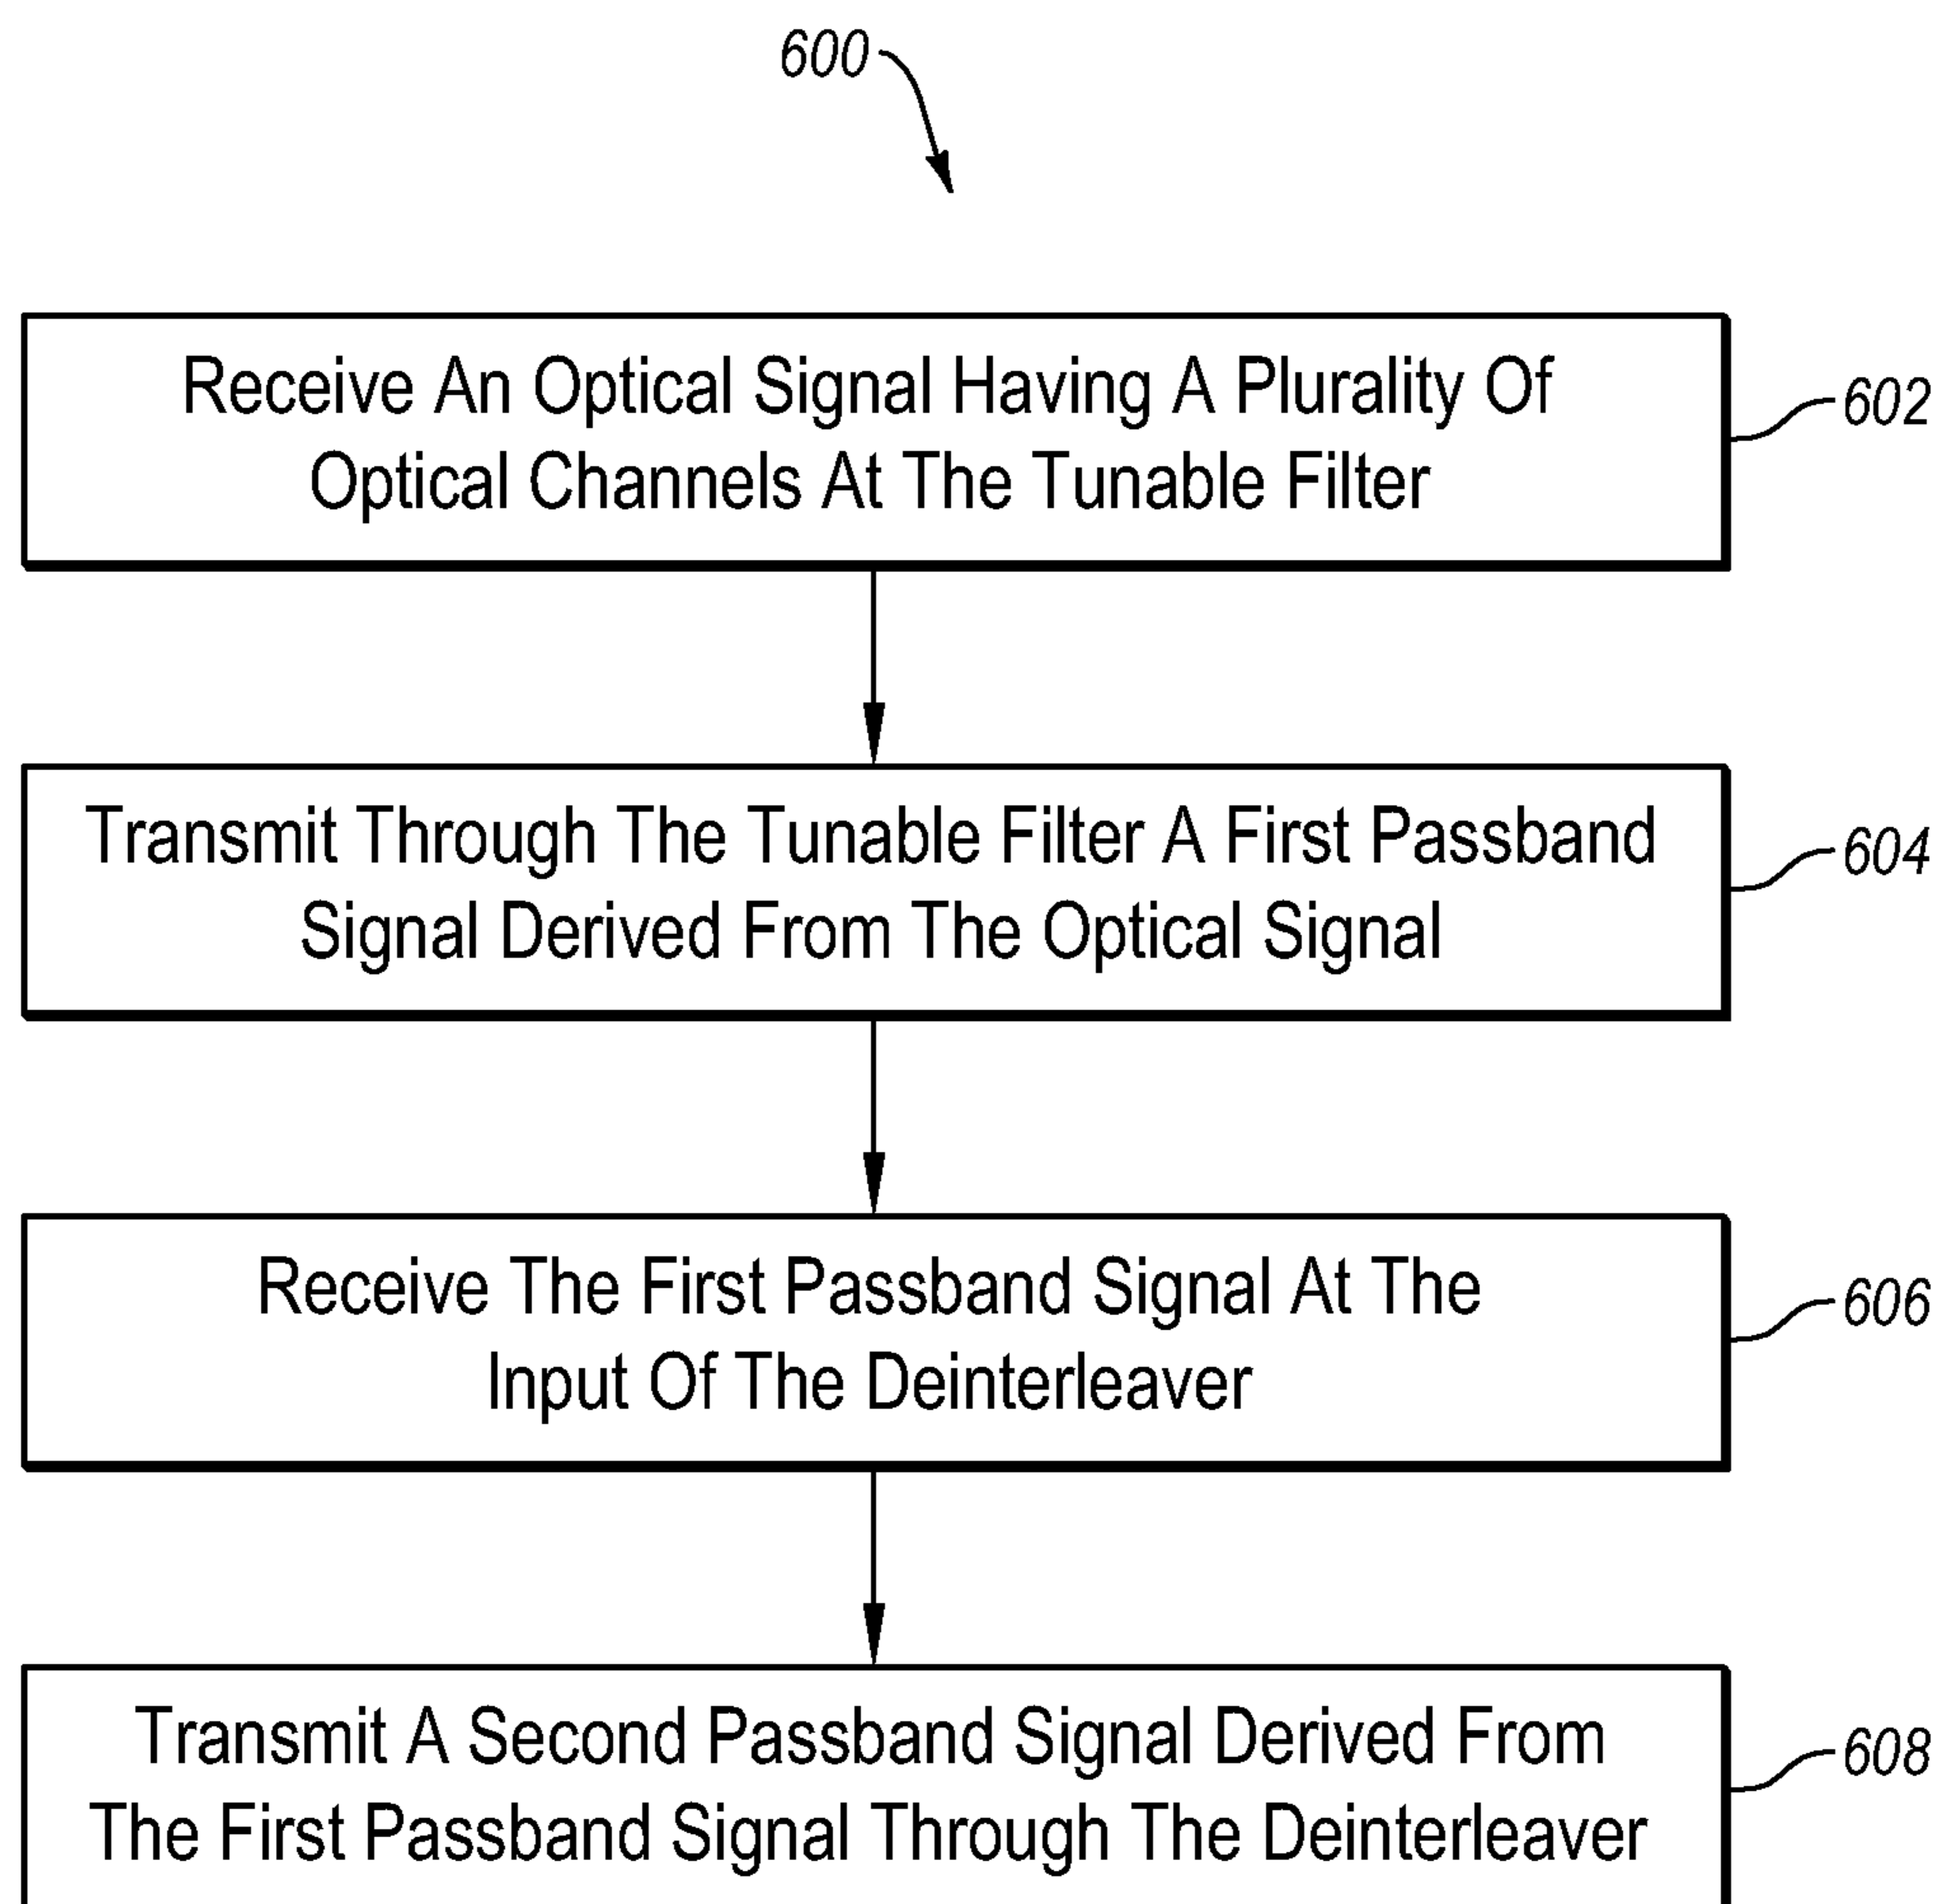 600
Receive An Optical Signal Having A Plurality Of
Optical Channels At The Tunable Filter
602
Transmit Through The Tunable Filter A First Passband
Signal Derived From The Optical Signal
604
Receive The First Passband Signal At The
Input Of The Deinterleaver
606
Transmit A Second Passband Signal Derived From
The First Passband Signal Through The Deinterleaver
608